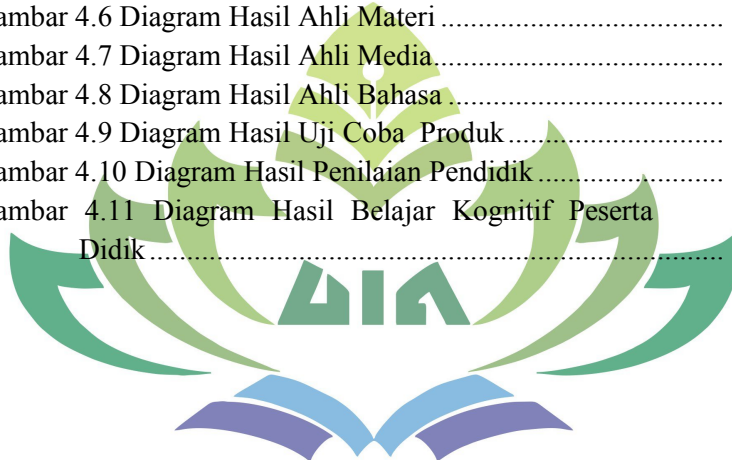 ambar 4.6 Diagram Hasil Ahli Materi ........................................
ambar 4.7 Diagram Hasil Ahli Media........................................
ambar 4.8 Diagram Hasil Ahli Bahasa .......................................
ambar 4.9 Diagram Hasil Uji Coba  Produk ..............................
ambar 4.10 Diagram Hasil Penilaian Pendidik ..........................
ambar 4.11 Diagram Hasil Belajar Kognitif Peserta
Didik ................................................................................
UIN